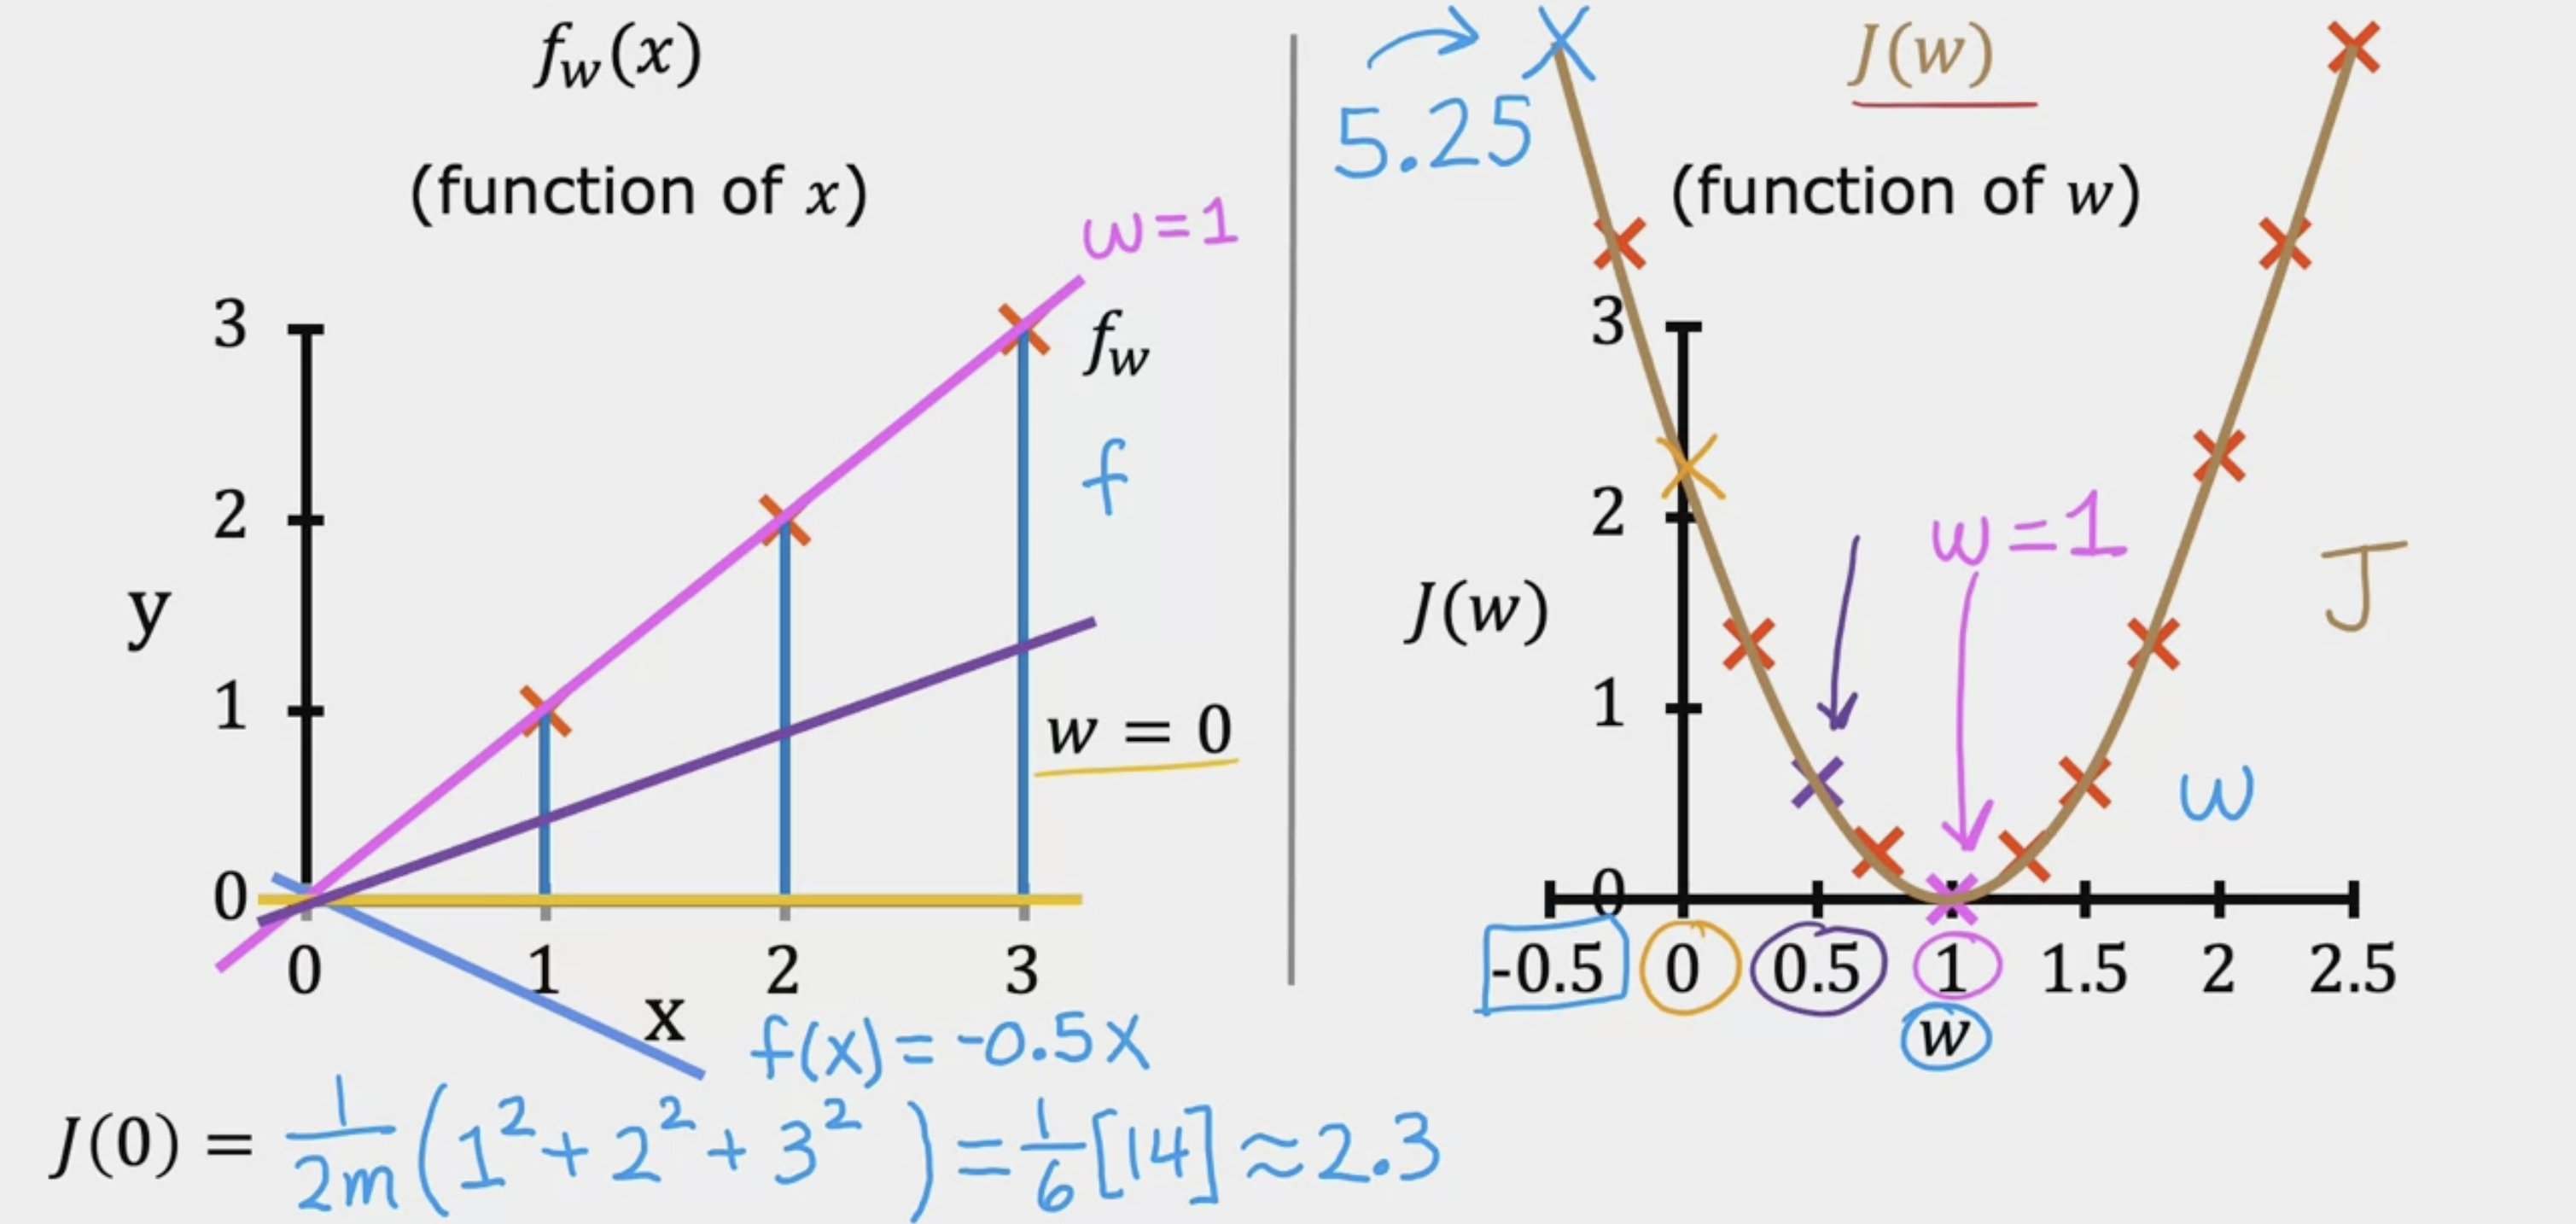 f_w(x)
(function of x)
w=1
f_w
f
3
2
1
0
y
w = 0
0 1 2 3
x
f(x) = -0.5x
J(0) = 1/2m (1² + 2² + 3²) = 1/6 [14] ≈ 2.3
5.25
J(w)
(function of w)
3
2
1
0
J(w)
w=1
J
w
-0.5 0 0.5 1 1.5 2 2.5
w